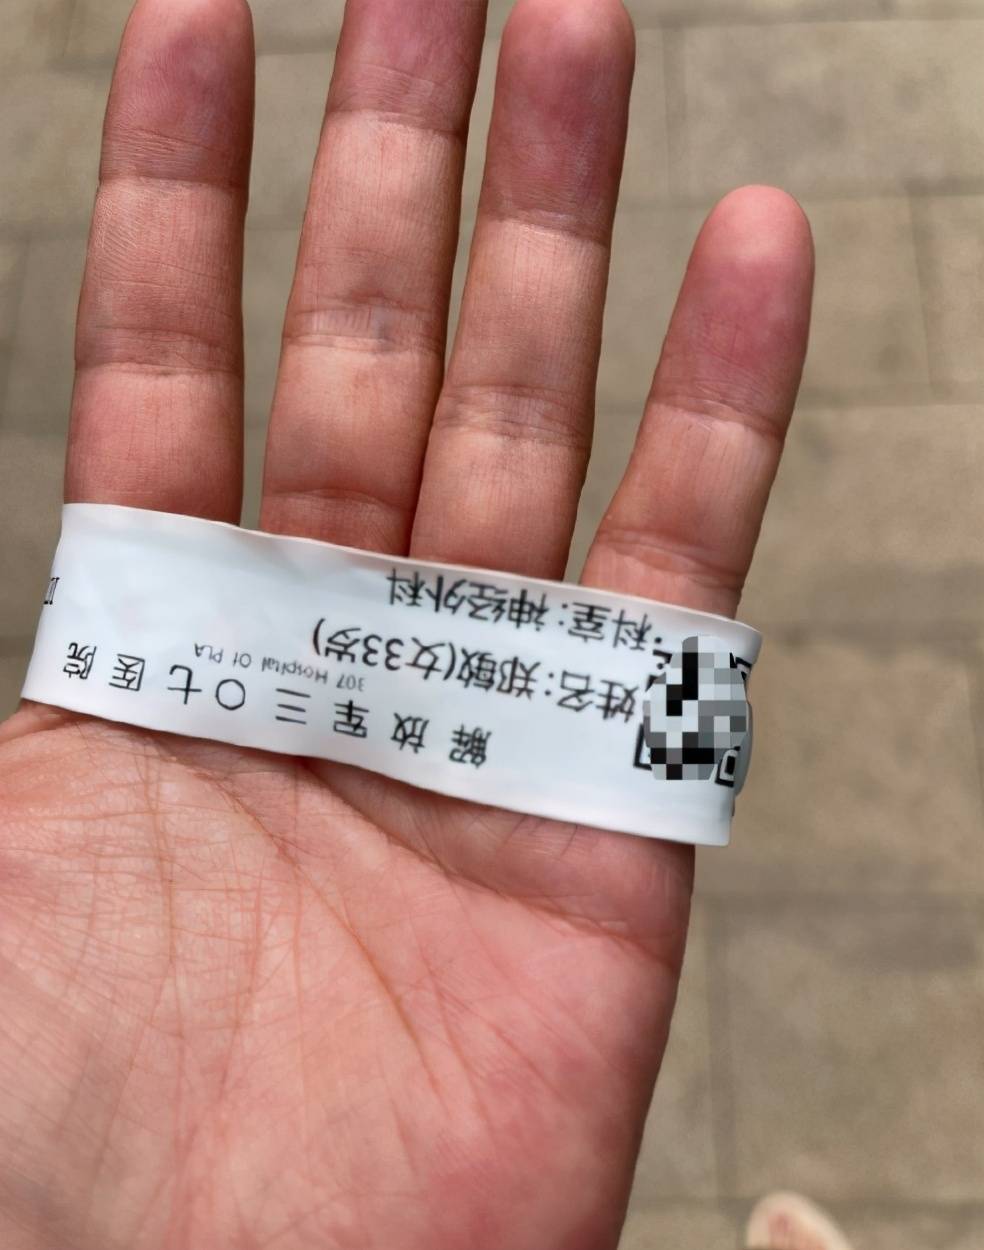 解放军三〇七医院
307 Hospital of PLA
姓名:郑敏(女33岁)
科室:神经外科